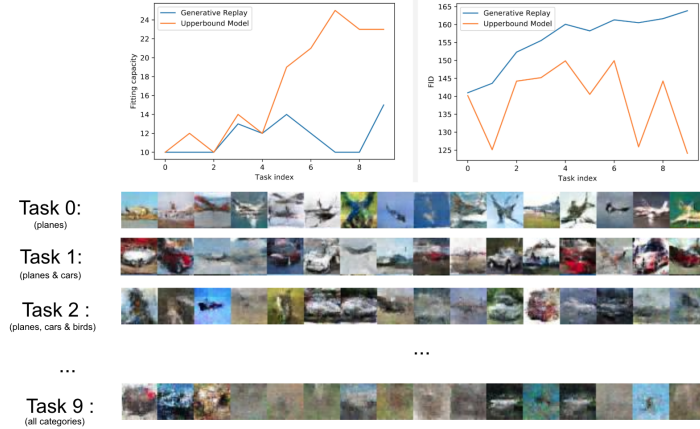 Generative Replay
Upperbound Model
24
22
20
18
16
14
12
10
Fitting capacity
0 2 4 6 8
Task index
Generative Replay
Upperbound Model
165
160
155
150
145
140
135
130
125
FID
0 2 4 6 8
Task index
Task 0:
(planes)
Task 1:
(planes & cars)
Task 2 :
(planes, cars & birds)
...
...
Task 9 :
(all categories)